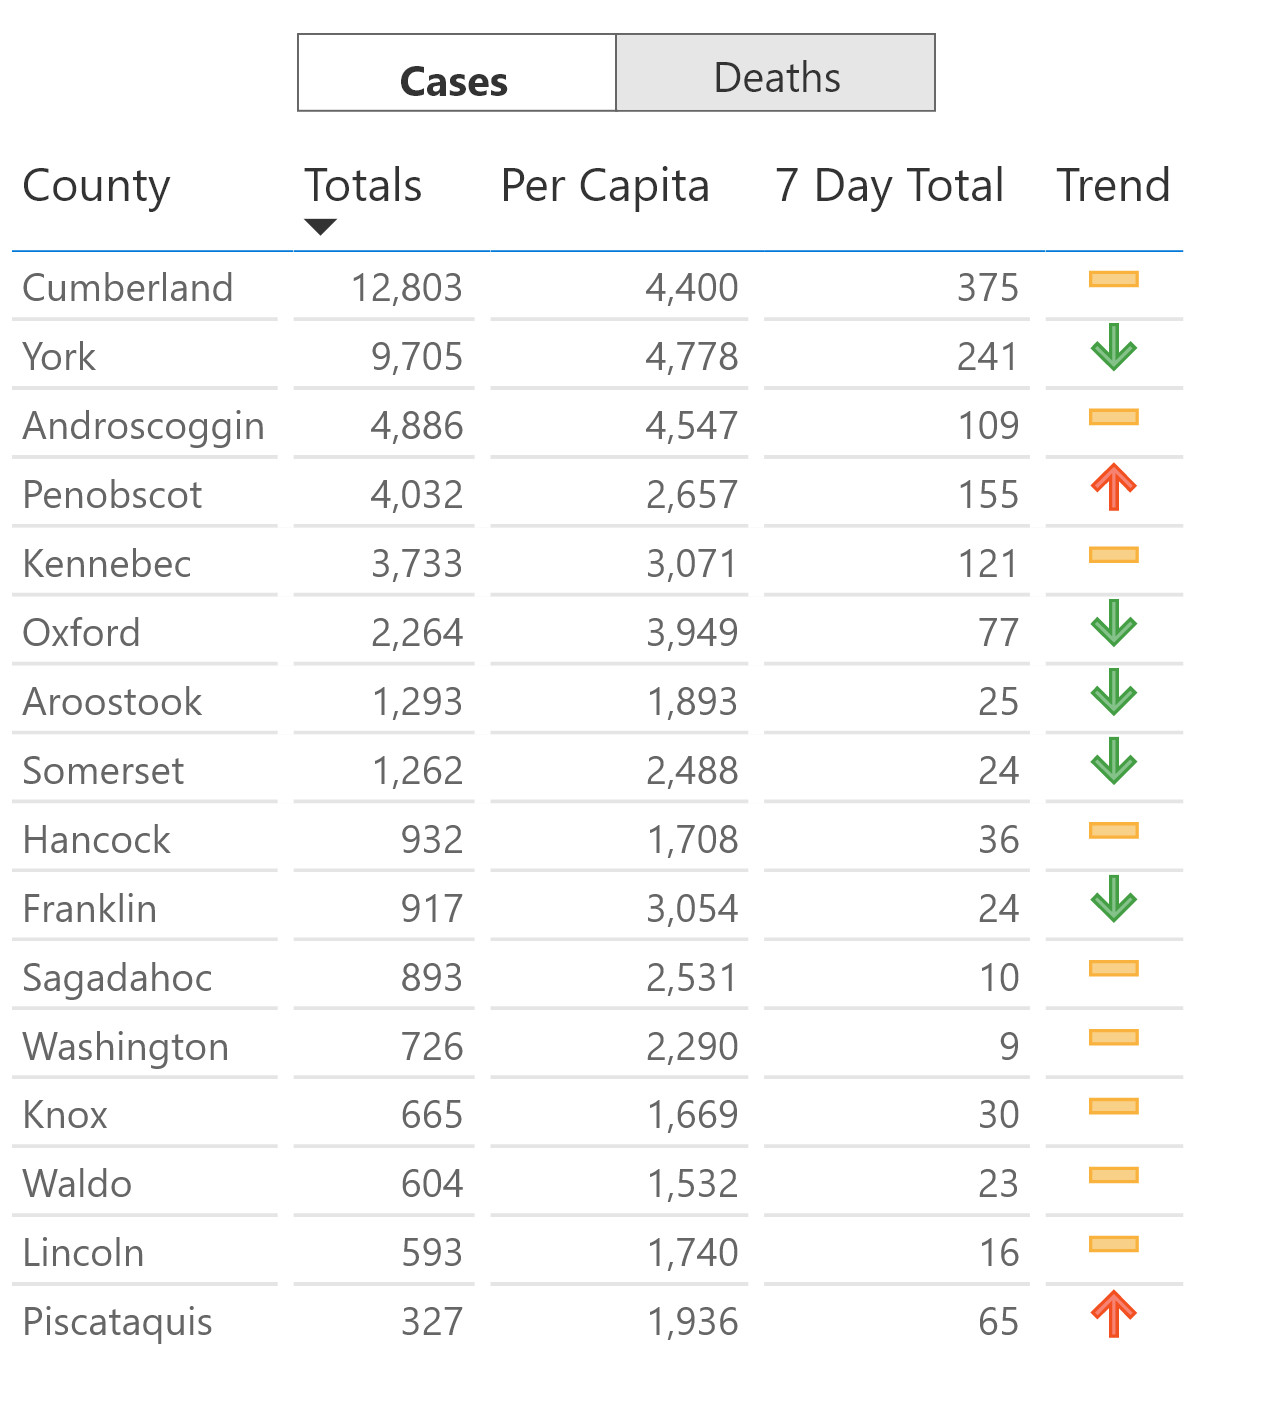 Cases Deaths
County Totals Per Capita 7 Day Total Trend
Cumberland 12,803 4,400 375
York 9,705 4,778 241
Androscoggin 4,886 4,547 109
Penobscot 4,032 2,657 155
Kennebec 3,733 3,071 121
Oxford 2,264 3,949 77
Aroostook 1,293 1,893 25
Somerset 1,262 2,488 24
Hancock 932 1,708 36
Franklin 917 3,054 24
Sagadahoc 893 2,531 10
Washington 726 2,290 9
Knox 665 1,669 30
Waldo 604 1,532 23
Lincoln 593 1,740 16
Piscataquis 327 1,936 65